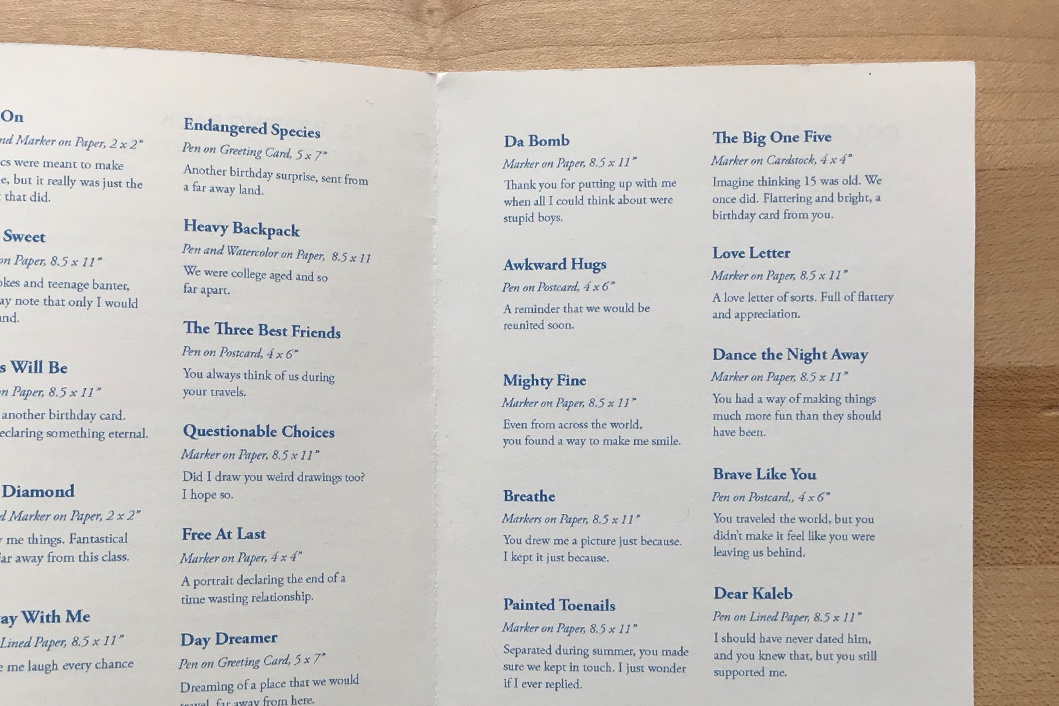 On
Marker on Paper, 2 x 2"
were meant to make
but it really was just the
that did.
Sweet
on Paper, 8.5 x 11"
and teenage banter,
note that only I would
Will Be
Paper, 8.5 x 11"
another birthday card.
something eternal.
Diamond
Marker on Paper, 2 x 2"
me things. Fantastical
away from this class.
With Me
Lined Paper, 8.5 x 11"
me laugh every chance
Endangered Species
Pen on Greeting Card, 5 x 7"
Another birthday surprise, sent from
a far away land.
Heavy Backpack
Pen and Watercolor on Paper, 8.5 x 11
We were college aged and so
far apart.
The Three Best Friends
Pen on Postcard, 4 x 6"
You always think of us during
your travels.
Questionable Choices
Marker on Paper, 8.5 x 11"
Did I draw you weird drawings too?
I hope so.
Free At Last
Marker on Paper, 4 x 4"
A portrait declaring the end of a
time wasting relationship.
Day Dreamer
Pen on Greeting Card, 5 x 7"
Dreaming of a place that we would
travel, far away from here.
Da Bomb
Marker on Paper, 8.5 x 11"
Thank you for putting up with me
when all I could think about were
stupid boys.
Awkward Hugs
Pen on Postcard, 4 x 6"
A reminder that we would be
reunited soon.
Mighty Fine
Marker on Paper, 8.5 x 11"
Even from across the world,
you found a way to make me smile.
Breathe
Markers on Paper, 8.5 x 11"
You drew me a picture just because.
I kept it just because.
Painted Toenails
Marker on Paper, 8.5 x 11"
Separated during summer, you made
sure we kept in touch. I just wonder
if I ever replied.
The Big One Five
Marker on Cardstock, 4 x 4"
Imagine thinking 15 was old. We
once did. Flattering and bright, a
birthday card from you.
Love Letter
Marker on Paper, 8.5 x 11"
A love letter of sorts. Full of flattery
and appreciation.
Dance the Night Away
Marker on Paper, 8.5 x 11"
You had a way of making things
much more fun than they should
have been.
Brave Like You
Pen on Postcard,, 4 x 6"
You traveled the world, but you
didn't make it feel like you were
leaving us behind.
Dear Kaleb
Pen on Lined Paper, 8.5 x 11"
I should have never dated him,
and you knew that, but you still
supported me.